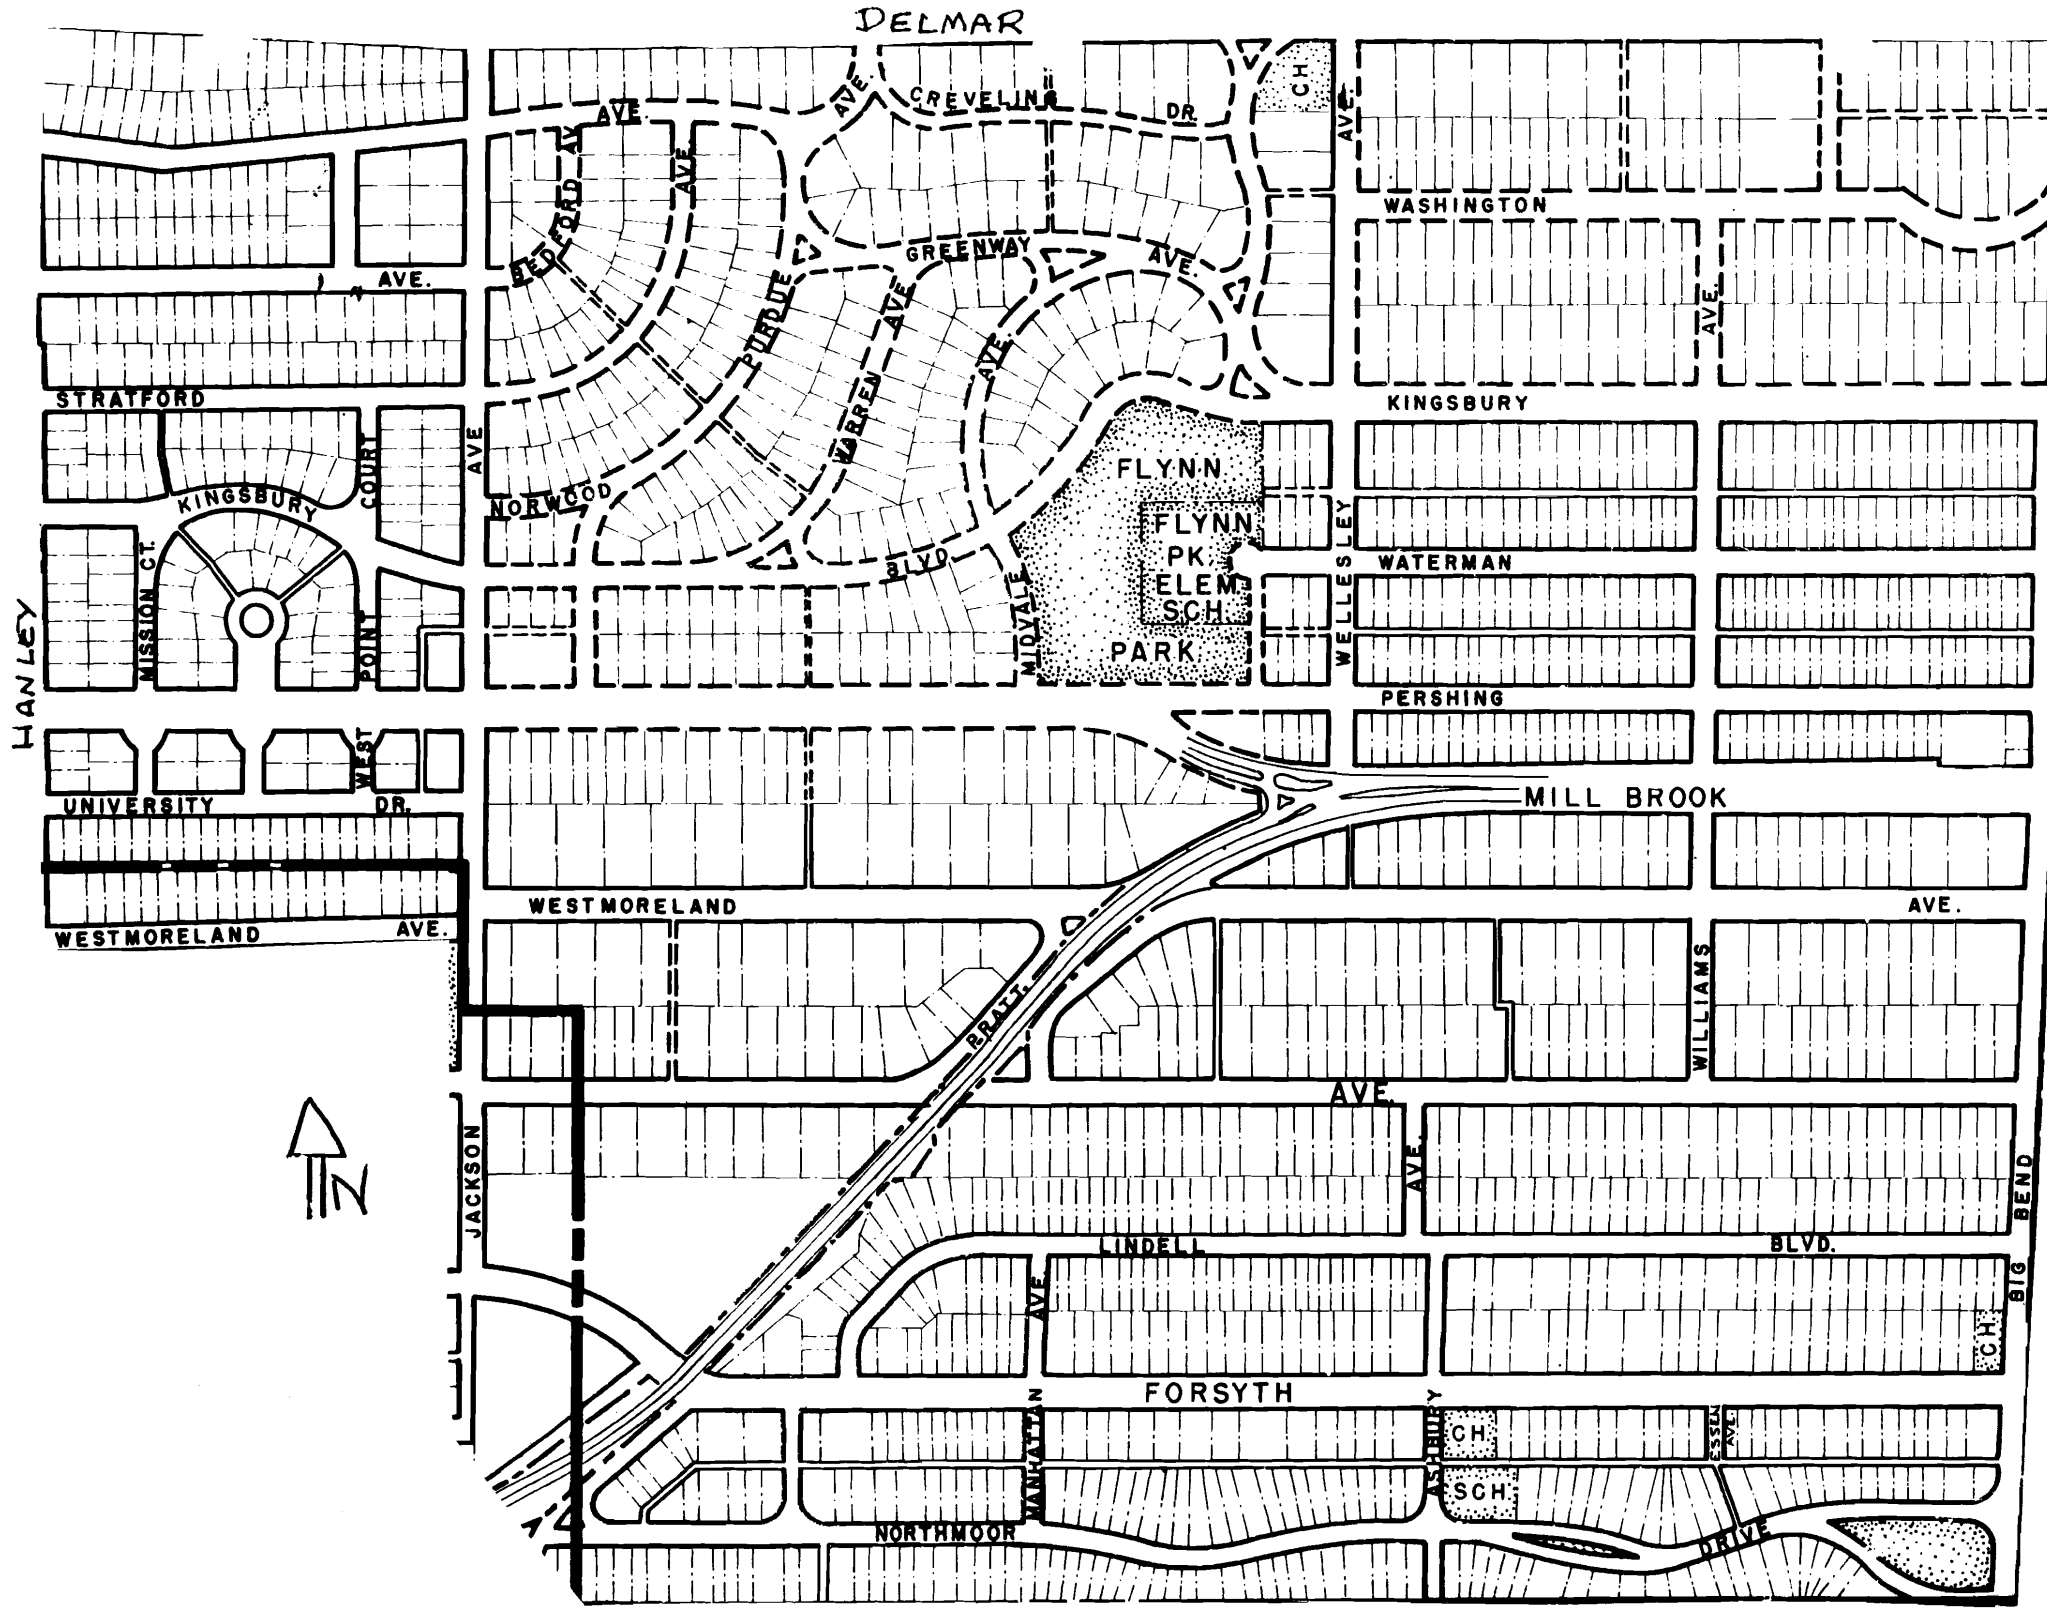 DELMAR
AVE.
CREVELING
DR.
CH
AVE.
AVE.
BEDFORD AV
AVE.
WASHINGTON
GREENWAY
AVE.
AVE.
PURDUE
WARREN AVE
AVE.
AVE.
STRATFORD
KINGSBURY
COURT
AVE
FLYNN
KINGSBURY
NORWOOD
FLYNN
PK.
ELEM.
SCH.
PARK
WELLESLEY
WATERMAN
BLVD
MIDVALE
HANLEY
MISSION CT.
POINT
WEST
PERSHING
UNIVERSITY
DR.
MILL BROOK
WESTMORELAND
AVE.
WESTMORELAND
AVE.
PRATT.
WILLIAMS
AVE.
AVE.
JACKSON
N
BIG BEND
LINDELL
BLVD.
AVE.
CH
FORSYTH
MANHATTAN
ASHBURY
CH
ESSEN
AVE.
SCH.
NORTHMOOR
DRIVE